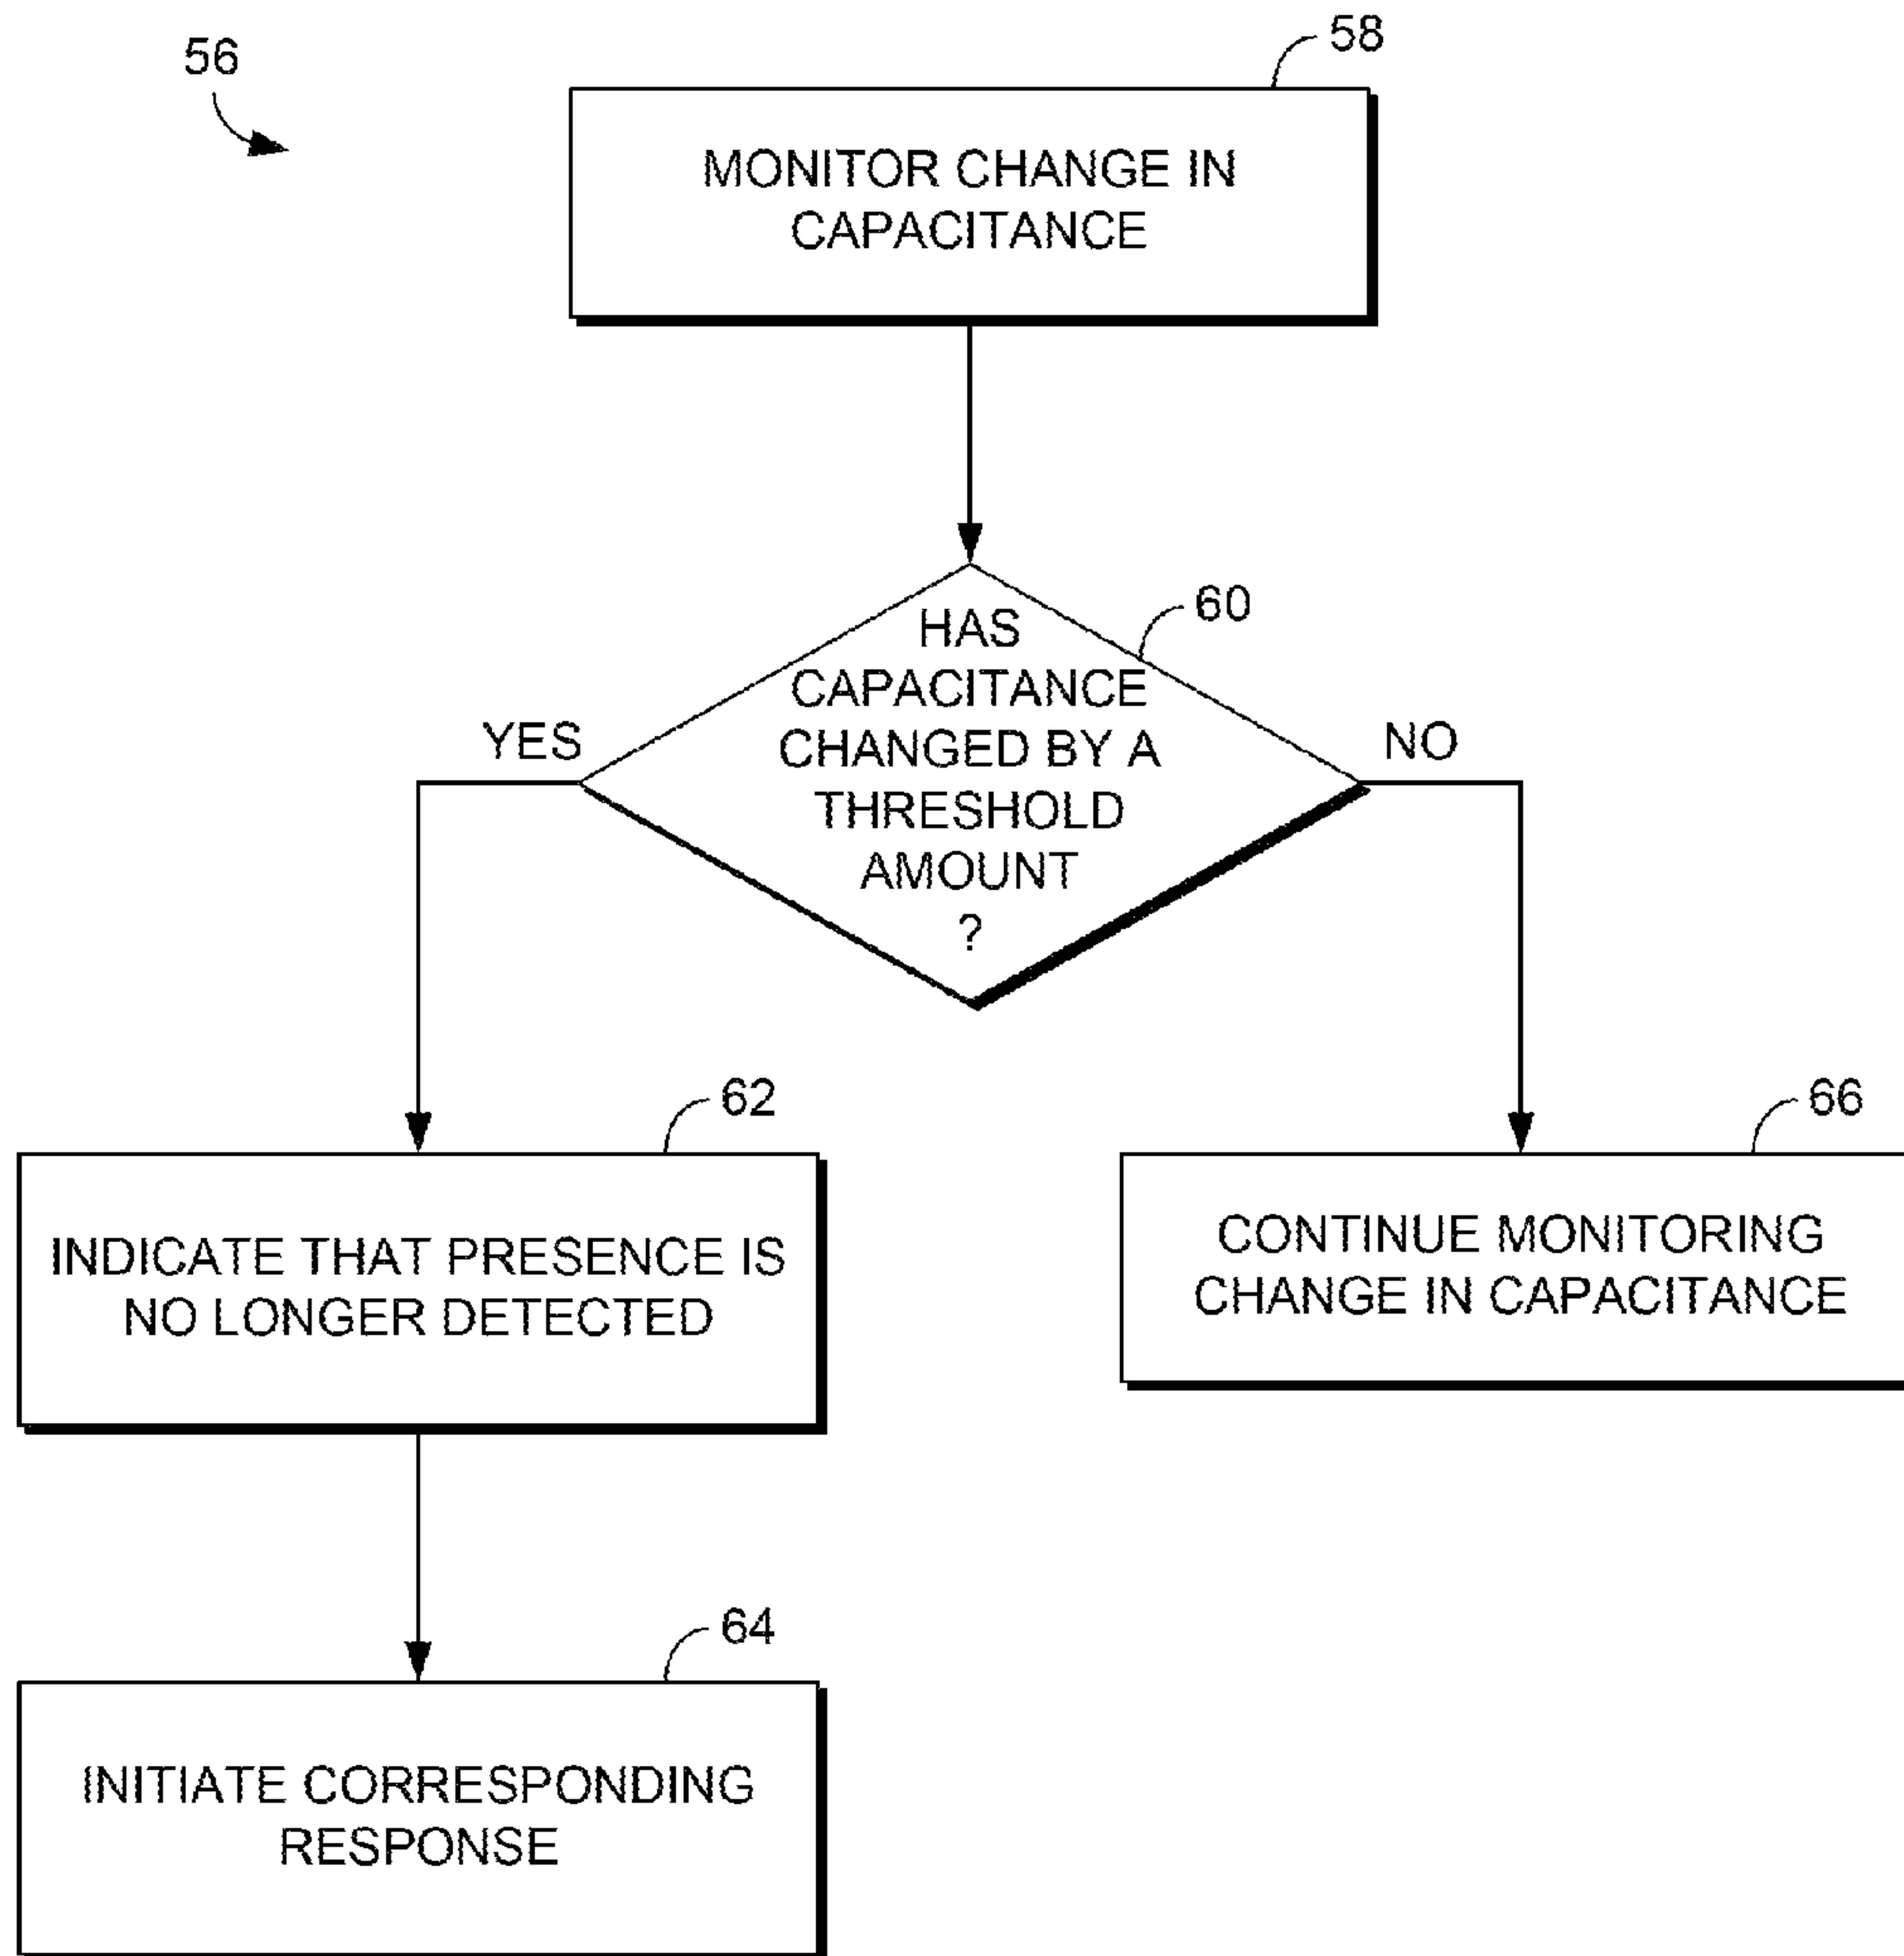 56
58
MONITOR CHANGE IN
CAPACITANCE
60
HAS
CAPACITANCE
CHANGED BY A
THRESHOLD
AMOUNT
?
YES
NO
62
INDICATE THAT PRESENCE IS
NO LONGER DETECTED
66
CONTINUE MONITORING
CHANGE IN CAPACITANCE
64
INITIATE CORRESPONDING
RESPONSE